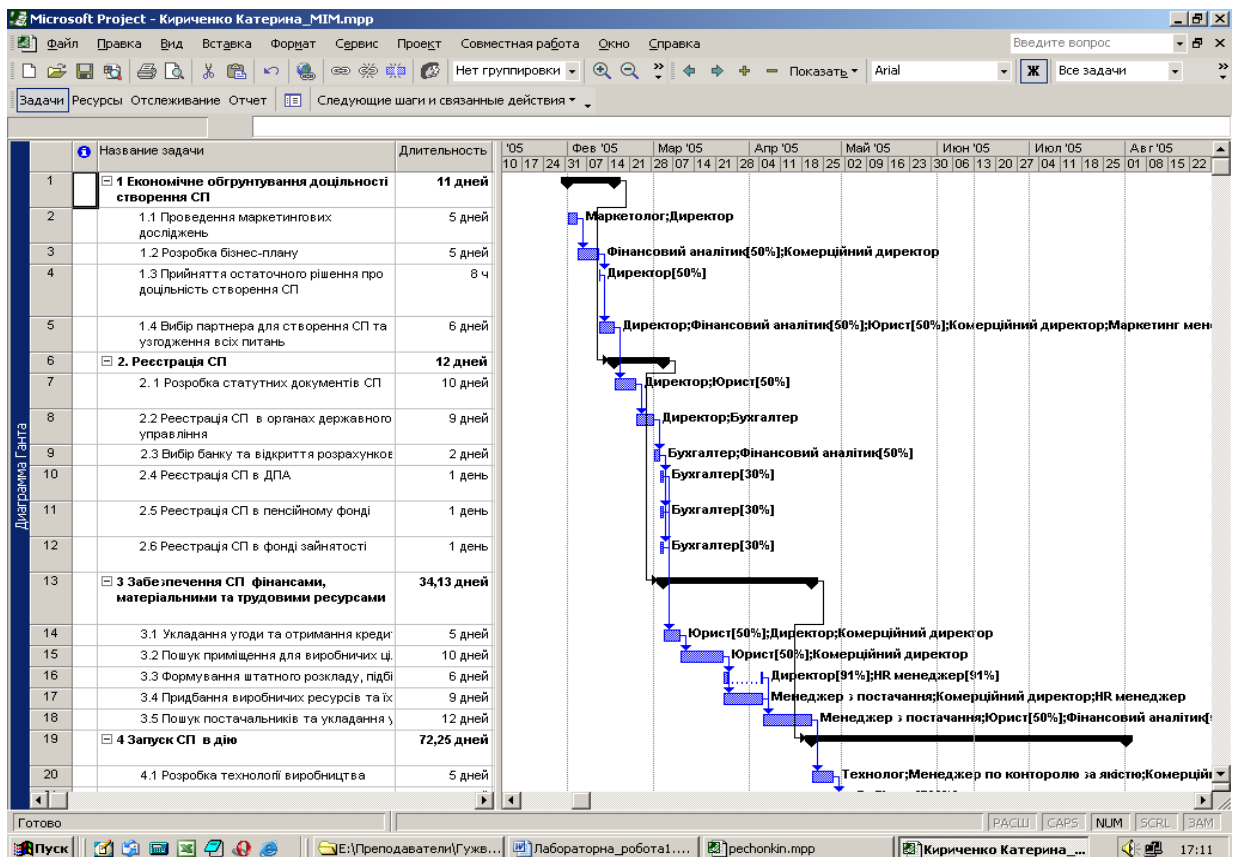 Microsoft Project - Кириченко Катерина_МІМ.mpp
Файл Правка Вид Вставка Формат Сервис Проект Совместная работа Окно Справка
Введите вопрос
Нет группировки
Показать
Arial
Ж
Все задачи
Задачи Ресурсы Отслеживание Отчет
Следующие шаги и связанные действия
Название задачи
Длительность
'05 Фев '05 Мар '05 Апр '05 Май '05 Июн '05 Июл '05 Авг '05
10 17 24 31 07 14 21 28 07 14 21 28 04 11 18 25 02 09 16 23 30 06 13 20 27 04 11 18 25 01 08 15 22
1 1 Економічне обгрунтування доцільності 11 дней
створення СП
2 1.1 Проведення маркетингових 5 дней Маркетолог;Директор
досліджень
3 1.2 Розробка бізнес-плану 5 дней Фінансовий аналітик[50%];Комерційний директор
4 1.3 Прийняття остаточного рішення про 8 ч Директор[50%]
доцільність створення СП
5 1.4 Вибір партнера для створення СП та 6 дней Директор;Фінансовий аналітик[50%];Юрист[50%];Комерційний директор;Маркетинг мен
узгодження всіх питань
6 2. Реєстрація СП 12 дней
7 2. 1 Розробка статутних документів СП 10 дней Директор;Юрист[50%]
8 2.2 Реестрація СП в органах державного 9 дней Директор;Бухгалтер
управління
9 2.3 Вибір банку та відкриття розрахунков 2 дней Бухгалтер;Фінансовий аналітик[50%]
10 2.4 Реєстрація СП в ДПА 1 день Бухгалтер[30%]
11 2.5 Реестрація СП в пенсійному фонді 1 день Бухгалтер[30%]
12 2.6 Реестрація СП в фонді зайнятості 1 день Бухгалтер[30%]
13 3 Забезпечення СП фінансами, 34,13 дней
матеріальними та трудовими ресурсами
14 3.1 Укладання угоди та отримання креди 5 дней Юрист[50%];Директор;Комерційний директор
15 3.2 Пошук приміщення для виробничих ці 10 дней Юрист[50%];Комерційний директор
16 3.3 Формування штатного розкладу, підбі 6 дней Директор[91%];HR менеджер[91%]
17 3.4 Придбання виробничих ресурсів та їх 9 дней Менеджер з постачання;Комерційний директор;HR менеджер
18 3.5 Пошук постачальників та укладання у 12 дней Менеджер з постачання;Юрист[50%];Фінансовий аналітик[
19 4 Запуск СП в дію 72,25 дней
20 4.1 Розробка технології виробництва 5 дней Технолог;Менеджер по конторолю за якістю;Комерцій
Диаграмма Ганта
Готово
РАСШ CAPS NUM SCRL ЗАМ
Пуск
E:\Преподаватели\Гужв...
Лабораторна_робота1....
pechonkin.mpp
Кириченко Катерина_...
17:11